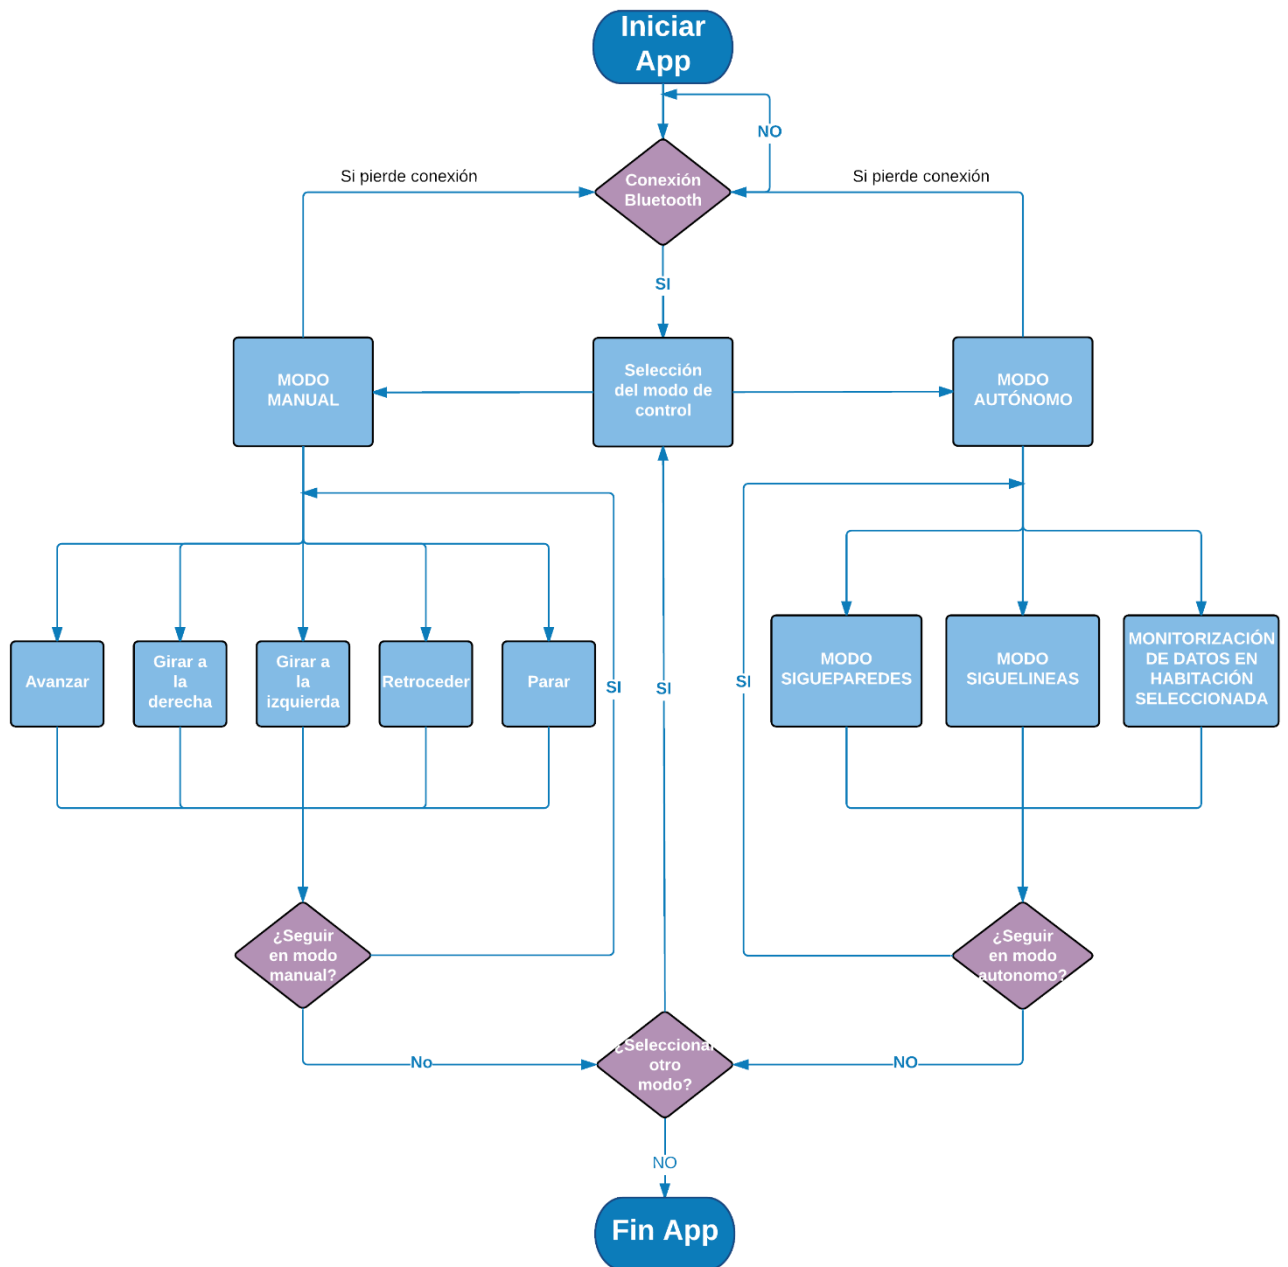 Iniciar
App
NO
Si pierde conexión
Conexión
Bluetooth
Si pierde conexión
SI
MODO
MANUAL
Selección
del modo de
control
MODO
AUTÓNOMO
Avanzar
Girar a
la
derecha
Girar a
la
izquierda
Retroceder
Parar
SI
SI
SI
MODO
SIGUEPAREDES
MODO
SIGUELINEAS
MONITORIZACIÓN
DE DATOS EN
HABITACIÓN
SELECCIONADA
¿Seguir
en modo
manual?
¿Seguir
en modo
autonomo?
No
¿Seleccionar
otro
modo?
NO
NO
Fin App